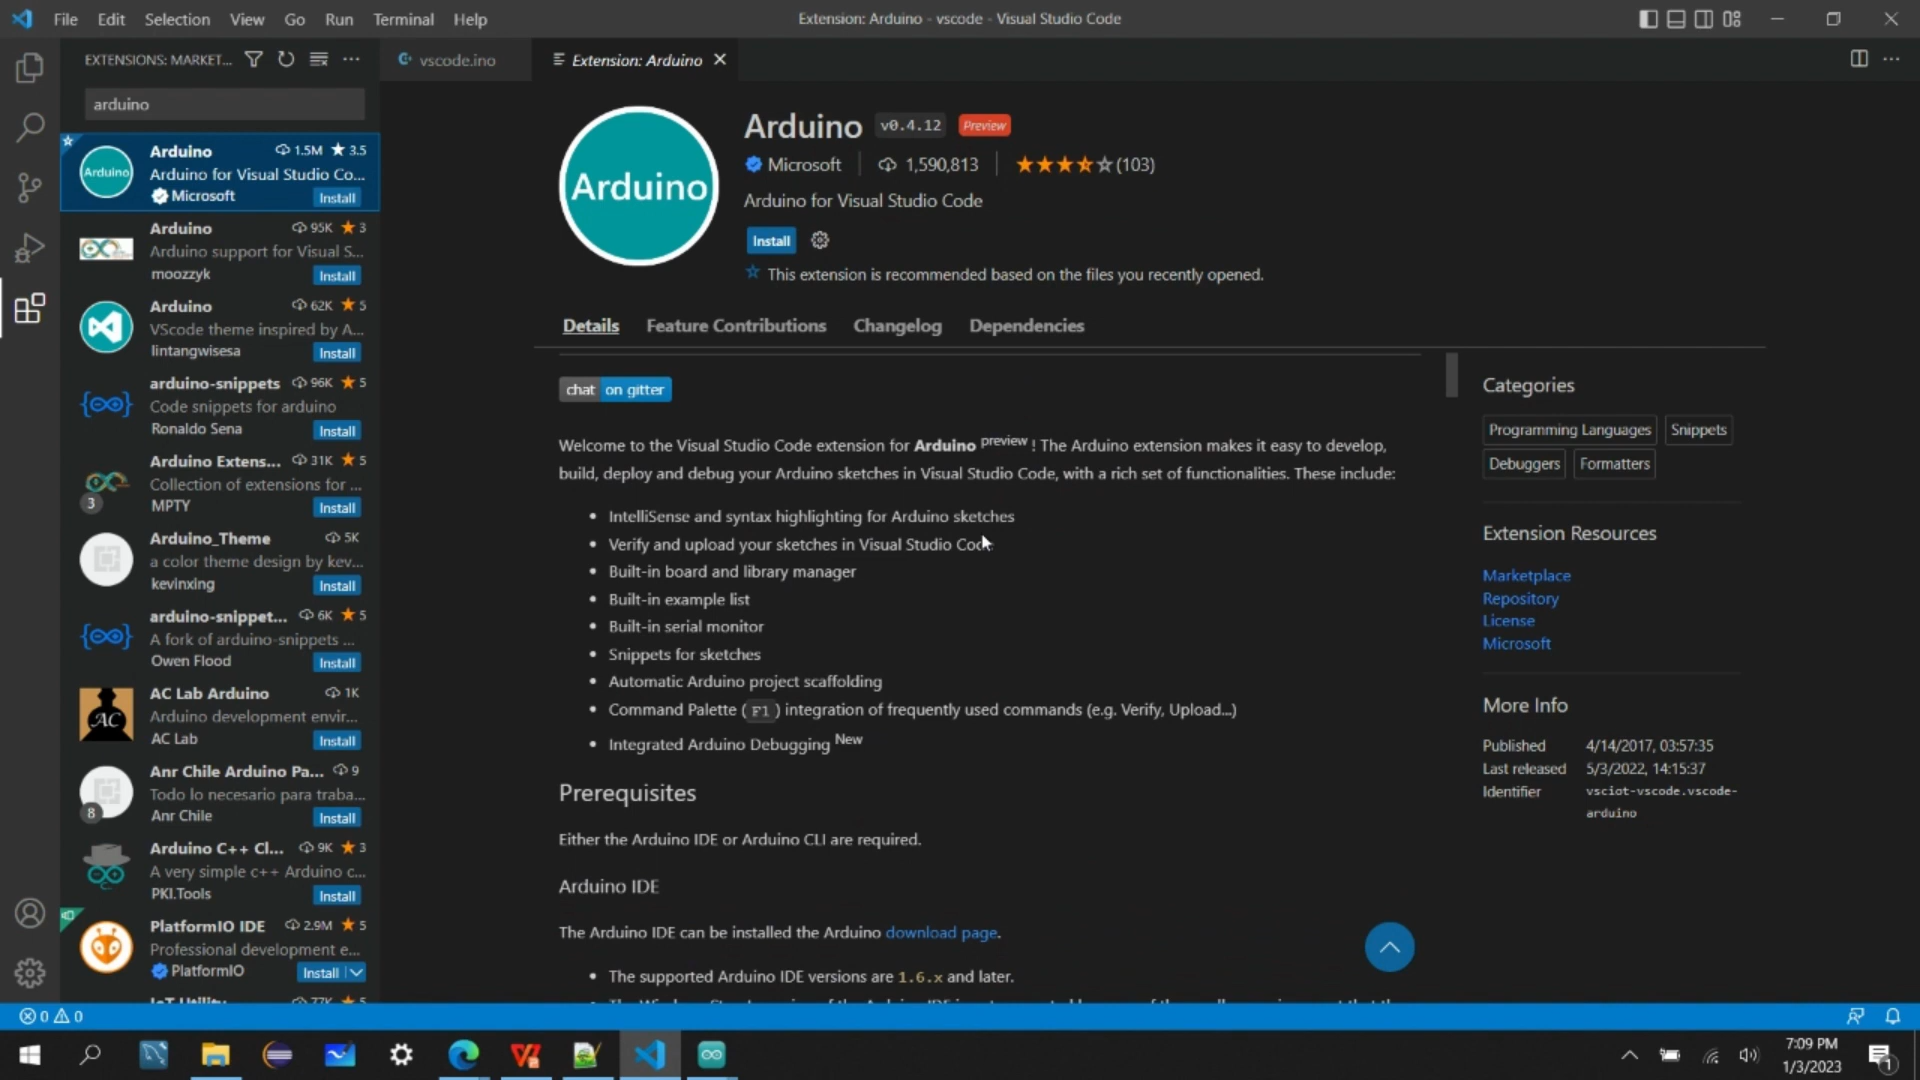 File Edit Selection View Go Run Terminal Help
Extension: Arduino - vscode - Visual Studio Code
EXTENSIONS: MARKET...
arduino
Arduino 1.5M 3.5
Arduino for Visual Studio Co...
Microsoft Install
Arduino 95K 3
Arduino support for Visual S...
moozzyk Install
Arduino 62K 5
VScode theme inspired by A...
lintangwisesa Install
arduino-snippets 96K 5
Code snippets for arduino
Ronaldo Sena Install
Arduino Extens... 31K 5
Collection of extensions for ...
3 MPTY Install
Arduino_Theme 5K
a color theme design by kev...
kevinxing Install
arduino-snippet... 6K 5
A fork of arduino-snippets ...
Owen Flood Install
AC Lab Arduino 1K
Arduino development envir...
AC
AC Lab Install
Anr Chile Arduino Pa... 9
Todo lo necesario para traba...
8 Anr Chile Install
Arduino C++ Cl... 9K 3
A very simple c++ Arduino c...
PKI.Tools Install
PlatformIO IDE 2.9M 5
Professional development e...
PlatformIO Install
IoT Utility 77K 5
vscode.ino
Extension: Arduino
Arduino
Arduino v0.4.12 Preview
Microsoft 1,590,813 (103)
Arduino for Visual Studio Code
Install
This extension is recommended based on the files you recently opened.
Details Feature Contributions Changelog Dependencies
chat on gitter
Welcome to the Visual Studio Code extension for Arduino preview ! The Arduino extension makes it easy to develop,
build, deploy and debug your Arduino sketches in Visual Studio Code, with a rich set of functionalities. These include:
• IntelliSense and syntax highlighting for Arduino sketches
• Verify and upload your sketches in Visual Studio Code
• Built-in board and library manager
• Built-in example list
• Built-in serial monitor
• Snippets for sketches
• Automatic Arduino project scaffolding
• Command Palette ( F1 ) integration of frequently used commands (e.g. Verify, Upload...)
• Integrated Arduino Debugging New
Prerequisites
Either the Arduino IDE or Arduino CLI are required.
Arduino IDE
The Arduino IDE can be installed the Arduino download page.
• The supported Arduino IDE versions are 1.6.x and later.
Categories
Programming Languages Snippets
Debuggers Formatters
Extension Resources
Marketplace
Repository
License
Microsoft
More Info
Published 4/14/2017, 03:57:35
Last released 5/3/2022, 14:15:37
Identifier vsciot-vscode.vscode-
arduino
0 0
7:09 PM
1/3/2023
1